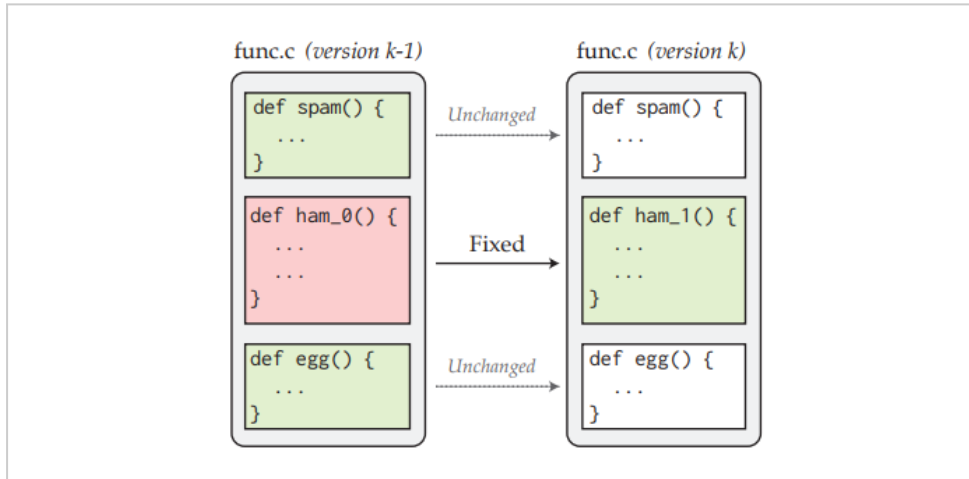 func.c (version k-1)
def spam() {
...
}
def ham_0() {
...
...
}
def egg() {
...
}
Unchanged
Fixed
Unchanged
func.c (version k)
def spam() {
...
}
def ham_1() {
...
...
}
def egg() {
...
}